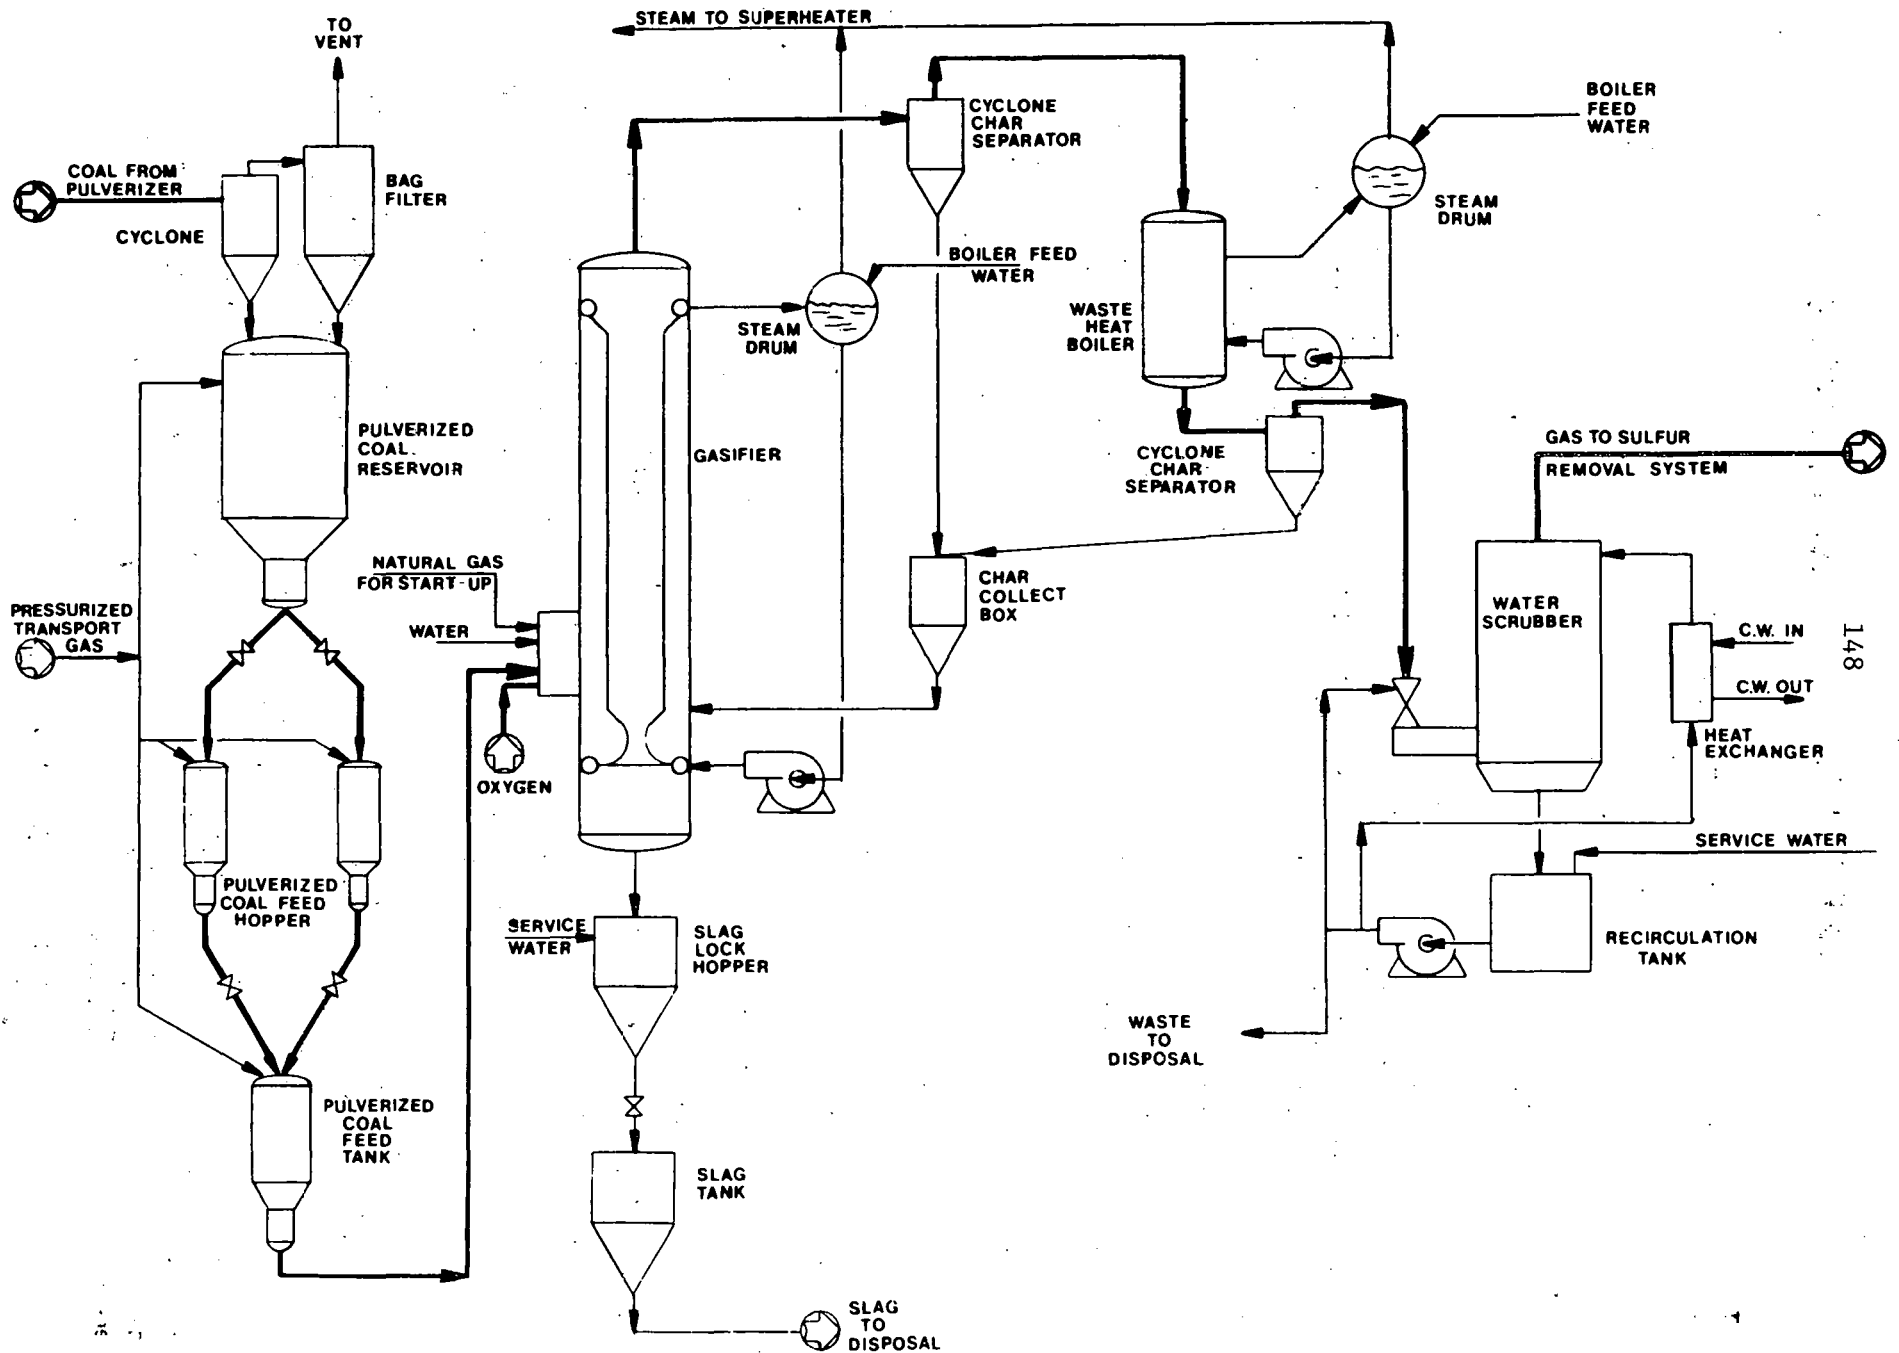 TO
VENT
STEAM TO SUPERHEATER
COAL FROM
PULVERIZER
CYCLONE
BAG
FILTER
CYCLONE
CHAR
SEPARATOR
BOILER
FEED
WATER
STEAM
DRUM
BOILER FEED
WATER
STEAM
DRUM
WASTE
HEAT
BOILER
PULVERIZED
COAL
RESERVOIR
GASIFIER
CYCLONE
CHAR
SEPARATOR
GAS TO SULFUR
REMOVAL SYSTEM
NATURAL GAS
FOR START-UP
WATER
PRESSURIZED
TRANSPORT
GAS
CHAR
COLLECT
BOX
WATER
SCRUBBER
C.W. IN
C.W. OUT
HEAT
EXCHANGER
148
OXYGEN
PULVERIZED
COAL FEED
HOPPER
SERVICE WATER
SERVICE
WATER
SLAG
LOCK
HOPPER
RECIRCULATION
TANK
WASTE
TO
DISPOSAL
PULVERIZED
COAL
FEED
TANK
SLAG
TANK
SLAG
TO
DISPOSAL